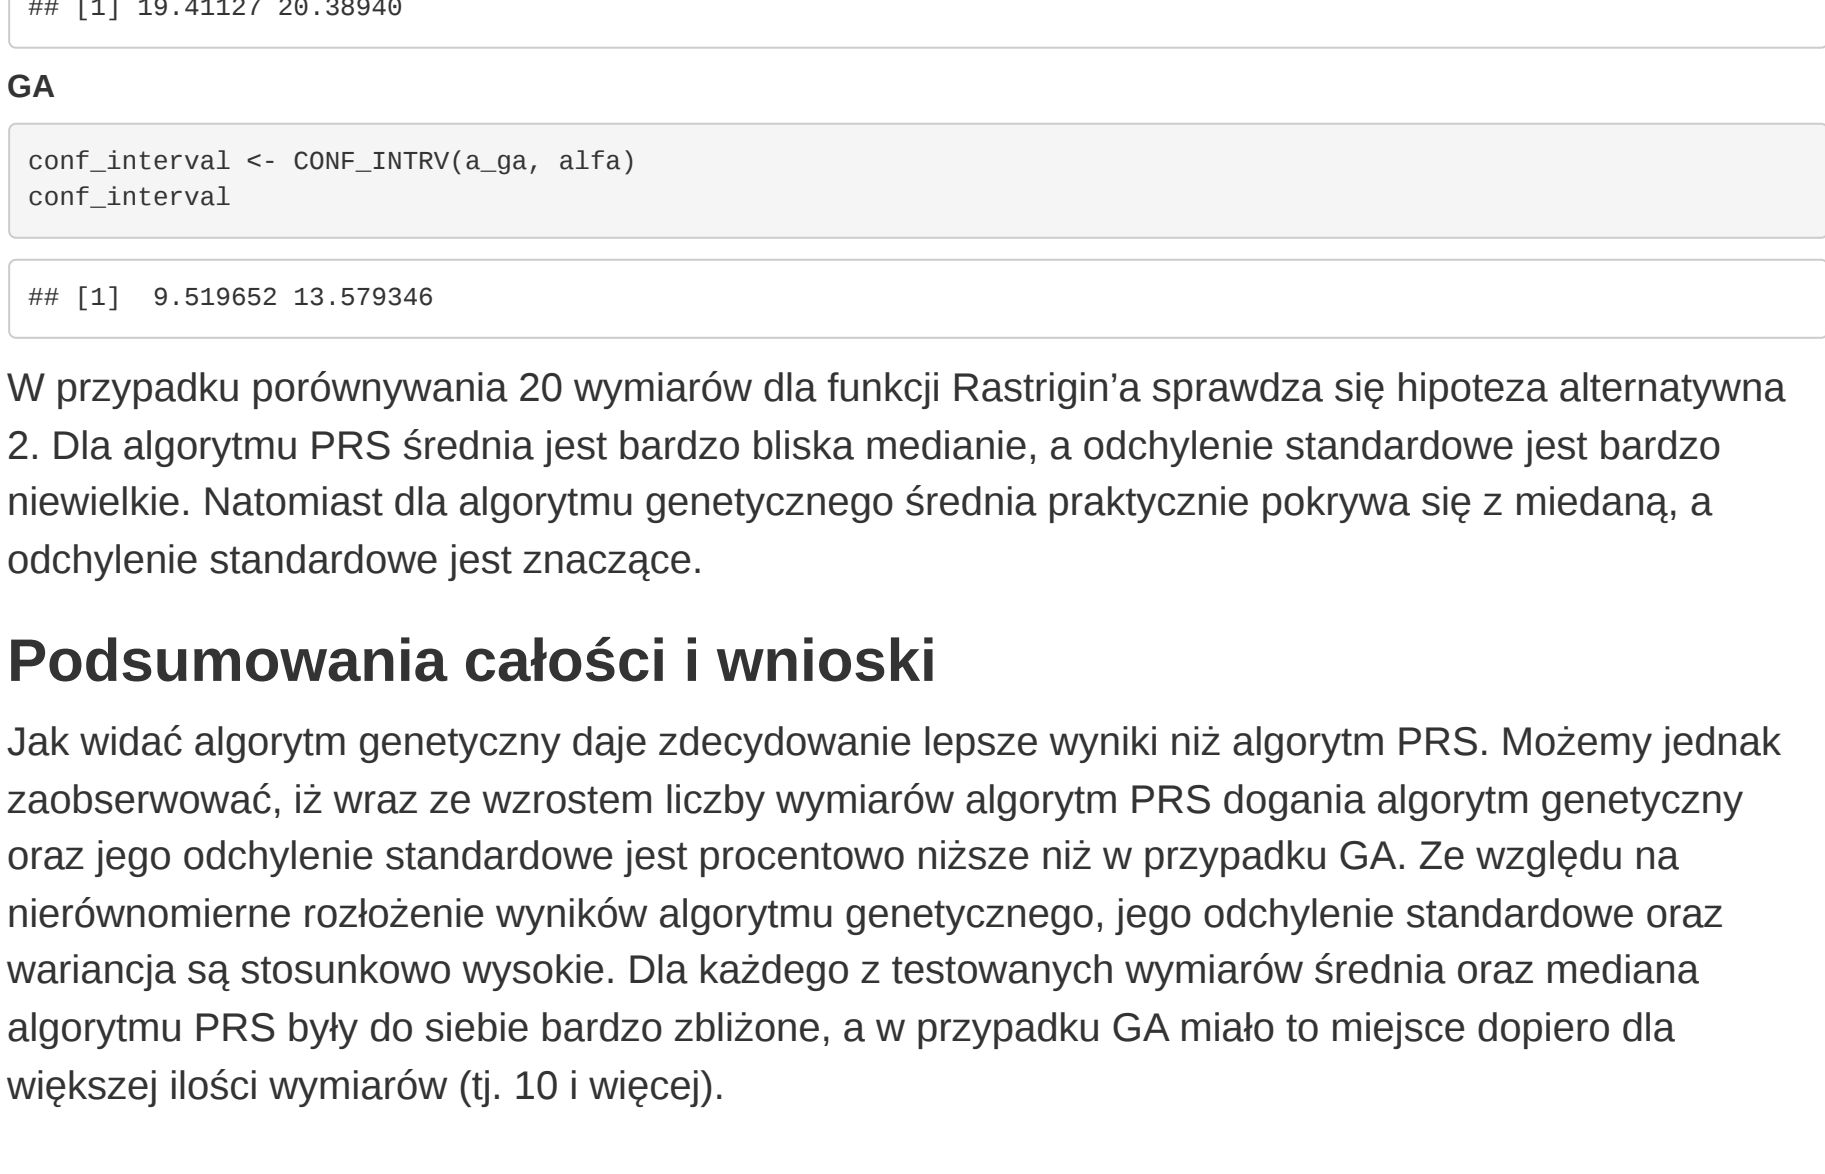 ## [1] 19.41127 20.38940
GA
conf_interval <- CONF_INTRV(a_ga, alfa)
conf_interval
## [1]  9.519652 13.579346
W przypadku porównywania 20 wymiarów dla funkcji Rastrigin’a sprawdza się hipoteza alternatywna
2. Dla algorytmu PRS średnia jest bardzo bliska medianie, a odchylenie standardowe jest bardzo
niewielkie. Natomiast dla algorytmu genetycznego średnia praktycznie pokrywa się z miedaną, a
odchylenie standardowe jest znaczące.
Podsumowania całości i wnioski
Jak widać algorytm genetyczny daje zdecydowanie lepsze wyniki niż algorytm PRS. Możemy jednak
zaobserwować, iż wraz ze wzrostem liczby wymiarów algorytm PRS dogania algorytm genetyczny
oraz jego odchylenie standardowe jest procentowo niższe niż w przypadku GA. Ze względu na
nierównomierne rozłożenie wyników algorytmu genetycznego, jego odchylenie standardowe oraz
wariancja są stosunkowo wysokie. Dla każdego z testowanych wymiarów średnia oraz mediana
algorytmu PRS były do siebie bardzo zbliżone, a w przypadku GA miało to miejsce dopiero dla
większej ilości wymiarów (tj. 10 i więcej).